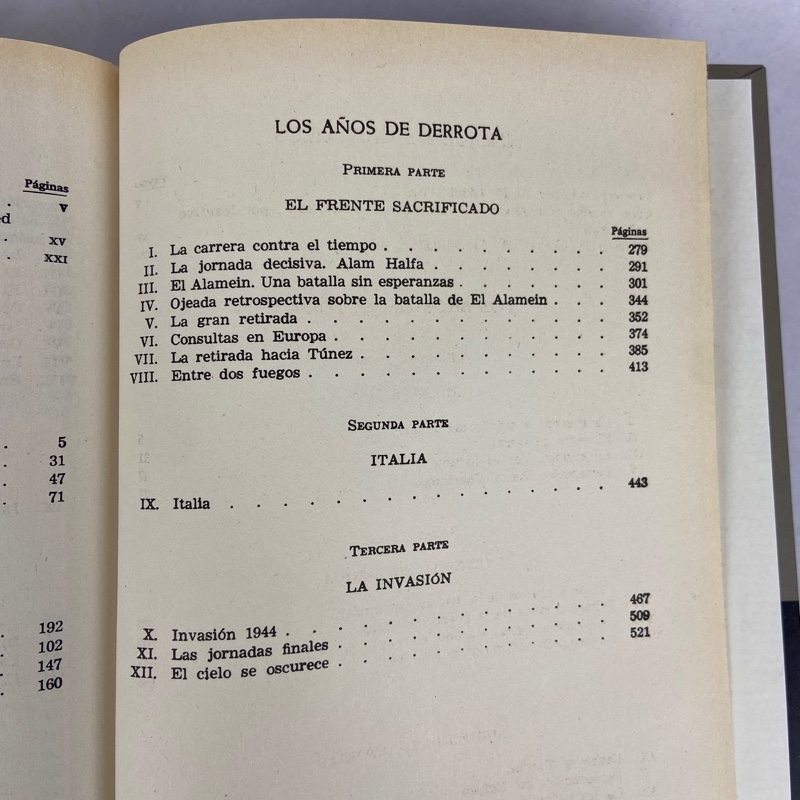 Páginas
V
ed
XV
XXI
5
31
47
71
192
102
147
160
LOS AÑOS DE DERROTA
PRIMERA PARTE
EL FRENTE SACRIFICADO
Páginas
I. La carrera contra el tiempo . . . . . . . . . . 279
II. La jornada decisiva. Alam Halfa . . . . . . . . 291
III. El Alamein. Una batalla sin esperanzas . . . . . . 301
IV. Ojeada retrospectiva sobre la batalla de El Alamein . . . 344
V. La gran retirada . . . . . . . . . . . . 352
VI. Consultas en Europa . . . . . . . . . . . 374
VII. La retirada hacia Túnez . . . . . . . . . . 385
VIII. Entre dos fuegos . . . . . . . . . . . . 413
SEGUNDA PARTE
ITALIA
IX. Italia . . . . . . . . . . . . . . . 443
TERCERA PARTE
LA INVASIÓN
X. Invasión 1944 . . . . . . . . . . . . . 467
XI. Las jornadas finales . . . . . . . . . . . 509
XII. El cielo se oscurece . . . . . . . . . . . 521